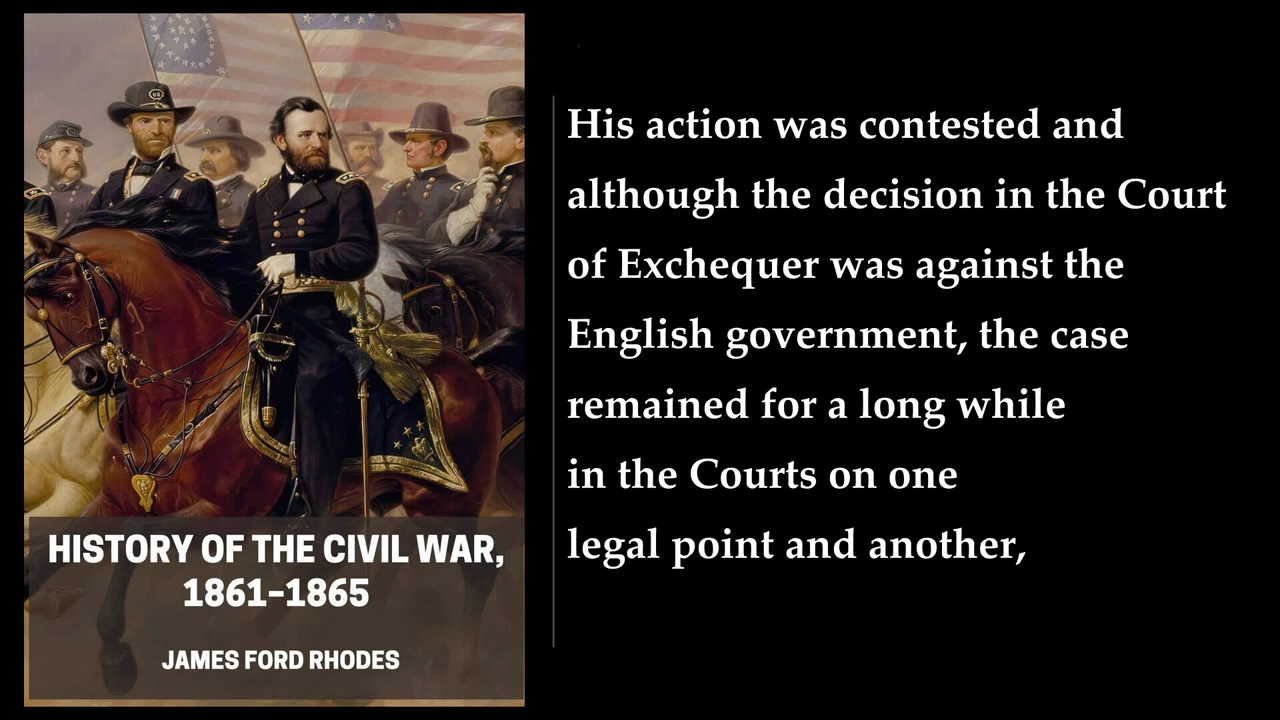 His action was contested and
although the decision in the Court
of Exchequer was against the
English government, the case
remained for a long while
in the Courts on one
legal point and another,
HISTORY OF THE CIVIL WAR,
1861–1865
JAMES FORD RHODES